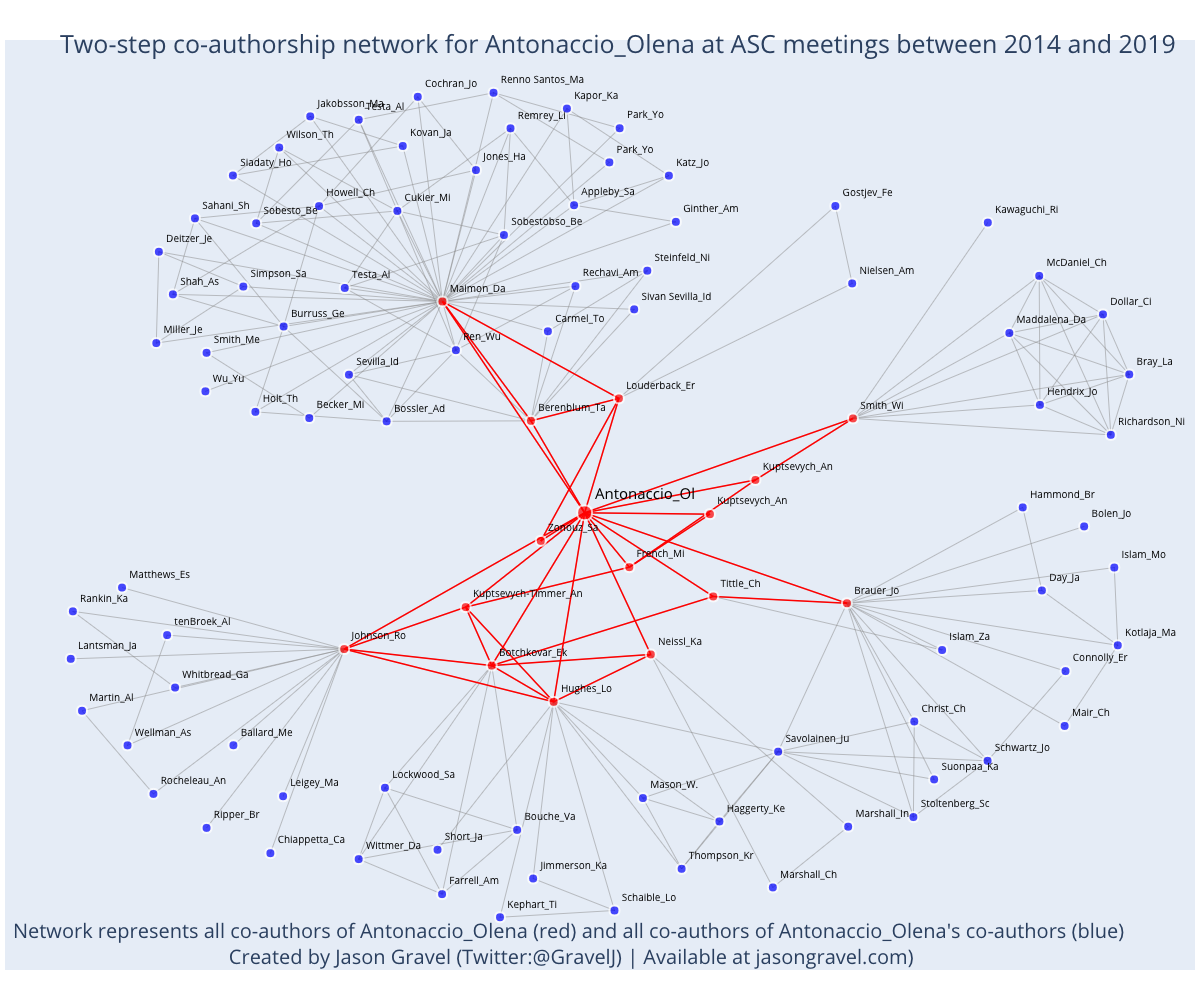 Two-step co-authorship network for Antonaccio_Olena at ASC meetings between 2014 and 2019
Cochran_Jo
Renno Santos_Ma
Kapor_Ka
Jakobsson_Ma
Testa_Al
Remrey_Li
Park_Yo
Wilson_Th
Kovan_Ja
Siadaty_Ho
Jones_Ha
Park_Yo
Katz_Jo
Howell_Ch
Cukier_Mi
Appleby_Sa
Gostjev_Fe
Sahani_Sh
Sobesto_Be
Sobestobso_Be
Ginther_Am
Kawaguchi_Ri
Deitzer_Je
Steinfeld_Ni
McDaniel_Ch
Shah_As
Simpson_Sa
Testa_Al
Maimon_Da
Rechavi_Am
Nielsen_Am
Sivan Sevilla_Id
Dollar_Ci
Burruss_Ge
Carmel_To
Maddalena_Da
Miller_Je
Smith_Me
Ren_Wu
Sevilla_Id
Bray_La
Wu_Yu
Louderback_Er
Hendrix_Jo
Holt_Th
Becker_Mi
Bossler_Ad
Berenblum_Ta
Smith_Wi
Richardson_Ni
Kuptsevych_An
Antonaccio_Ol
Kuptsevych_An
Hammond_Br
Bolen_Jo
Zonouz_Sa
French_Mi
Islam_Mo
Matthews_Es
Tittle_Ch
Day_Ja
Rankin_Ka
Kuptsevych-Timmer_An
Brauer_Jo
tenBroek_Al
Johnson_Ro
Islam_Za
Kotlaja_Ma
Lantsman_Ja
Botchkovar_Ek
Neissl_Ka
Connolly_Er
Whitbread_Ga
Hughes_Lo
Martin_Al
Christ_Ch
Mair_Ch
Wellman_As
Ballard_Me
Savolainen_Ju
Schwartz_Jo
Rocheleau_An
Leigey_Ma
Lockwood_Sa
Mason_W.
Suonpaa_Ka
Ripper_Br
Bouche_Va
Haggerty_Ke
Marshall_In
Stoltenberg_Sc
Chiappetta_Ca
Wittmer_Da
Short_Ja
Thompson_Kr
Jimmerson_Ka
Farrell_Am
Marshall_Ch
Kephart_Ti
Schaible_Lo
Network represents all co-authors of Antonaccio_Olena (red) and all co-authors of Antonaccio_Olena's co-authors (blue)
Created by Jason Gravel (Twitter:@GravelJ) | Available at jasongravel.com)